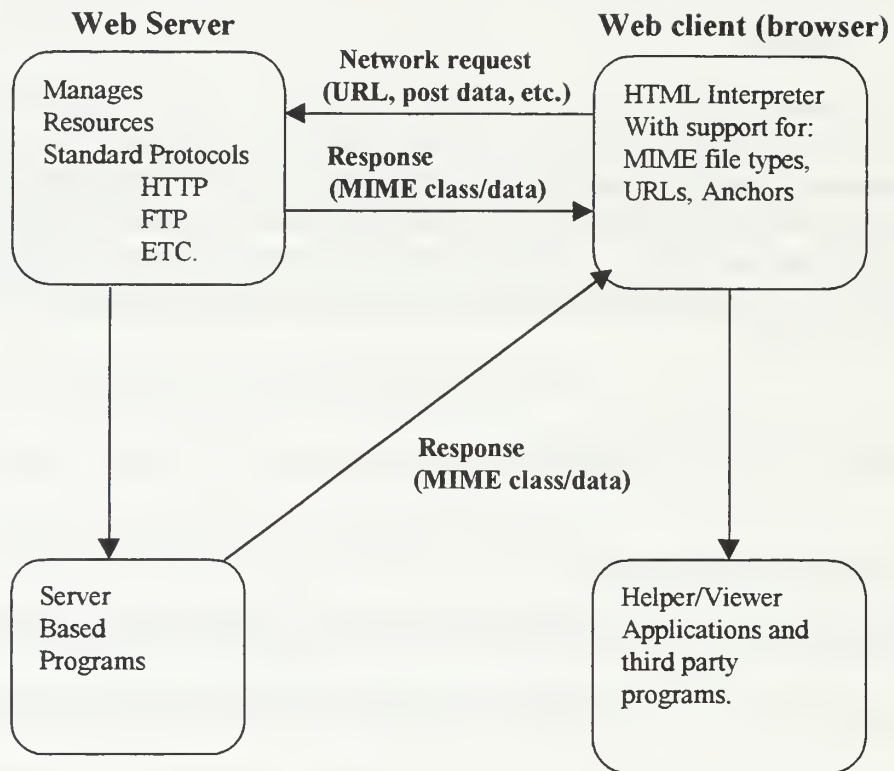 Web Server
Web client (browser)
Network request
(URL, post data, etc.)
Manages
Resources
Standard Protocols
HTTP
FTP
ETC.
Response
(MIME class/data)
HTML Interpreter
With support for:
MIME file types,
URLs, Anchors
Response
(MIME class/data)
Server
Based
Programs
Helper/Viewer
Applications and
third party
programs.